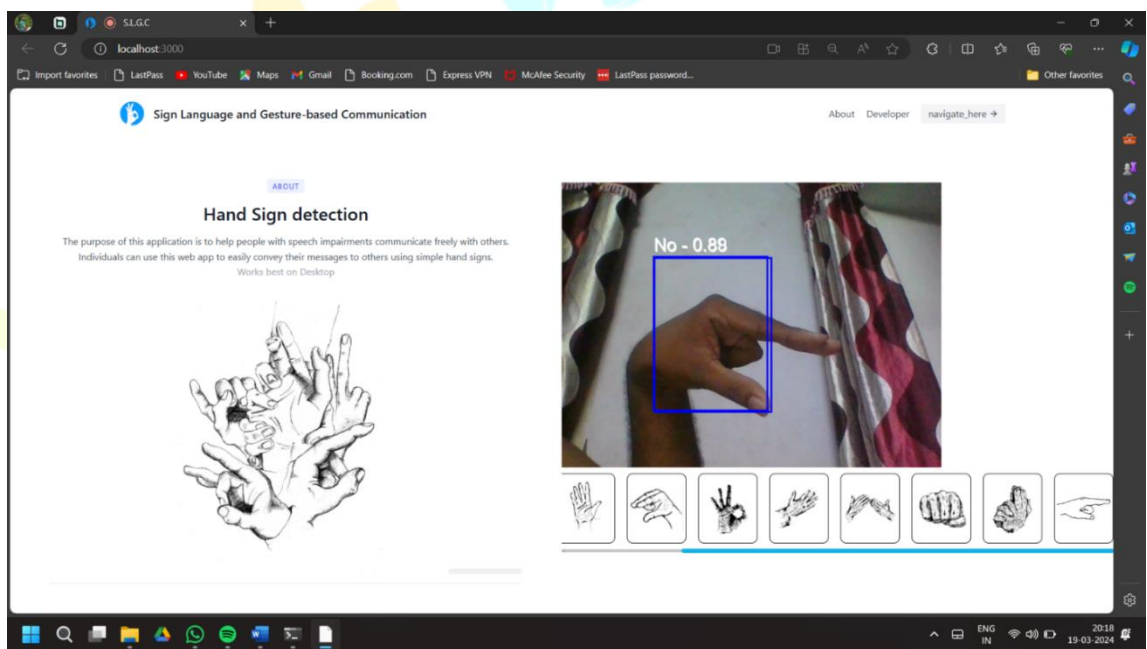 S.L.G.C
localhost:3000
Import favorites
LastPass
YouTube
Maps
Gmail
Booking.com
Express VPN
McAfee Security
LastPass password...
Other favorites
Sign Language and Gesture-based Communication
About
Developer
navigate_here →
ABOUT
Hand Sign detection
The purpose of this application is to help people with speech impairments communicate freely with others.
Individuals can use this web app to easily convey their messages to others using simple hand signs.
Works best on Desktop
No - 0.89
ENG
IN
20:18
19-03-2024